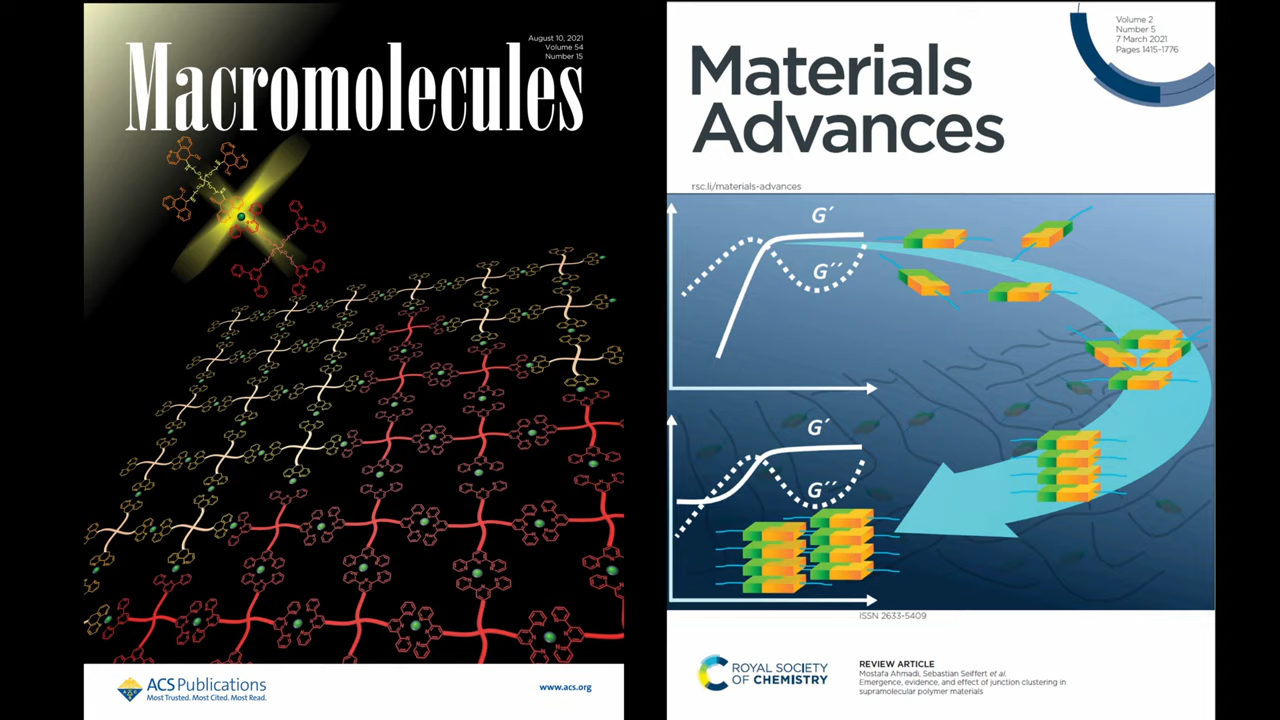 August 10, 2021
Volume 54
Number 15
Macromolecules
ACS Publications
Most Trusted. Most Cited. Most Read.
www.acs.org
Volume 2
Number 5
7 March 2021
Pages 1415–1776
Materials
Advances
rsc.li/materials-advances
G´
G´´
G´
G´´
ISSN 2633-5409
ROYAL SOCIETY
OF CHEMISTRY
REVIEW ARTICLE
Mostafa Ahmadi, Sebastian Seiffert et al.
Emergence, evidence, and effect of junction clustering in
supramolecular polymer materials